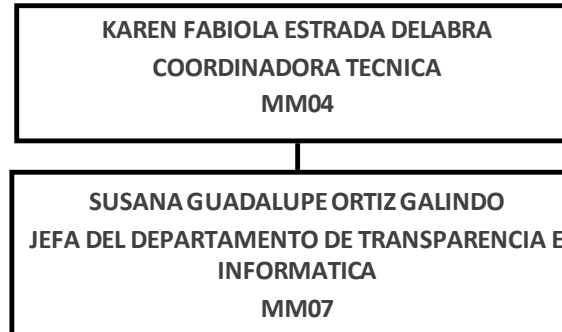 KAREN FABIOLA ESTRADA DELABRA
COORDINADORA TECNICA
MM04
SUSANA GUADALUPE ORTIZ GALINDO
JEFA DEL DEPARTAMENTO DE TRANSPARENCIA E
INFORMATICA
MM07